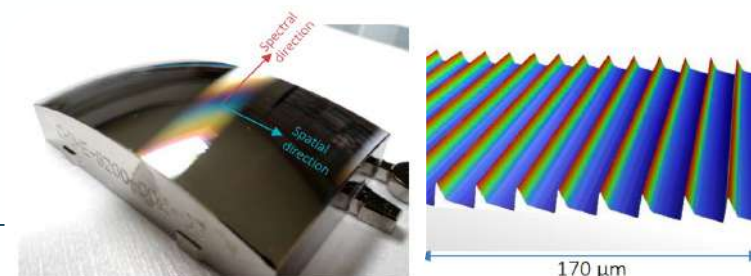 Spectral
direction
Spatial
direction
170 µm